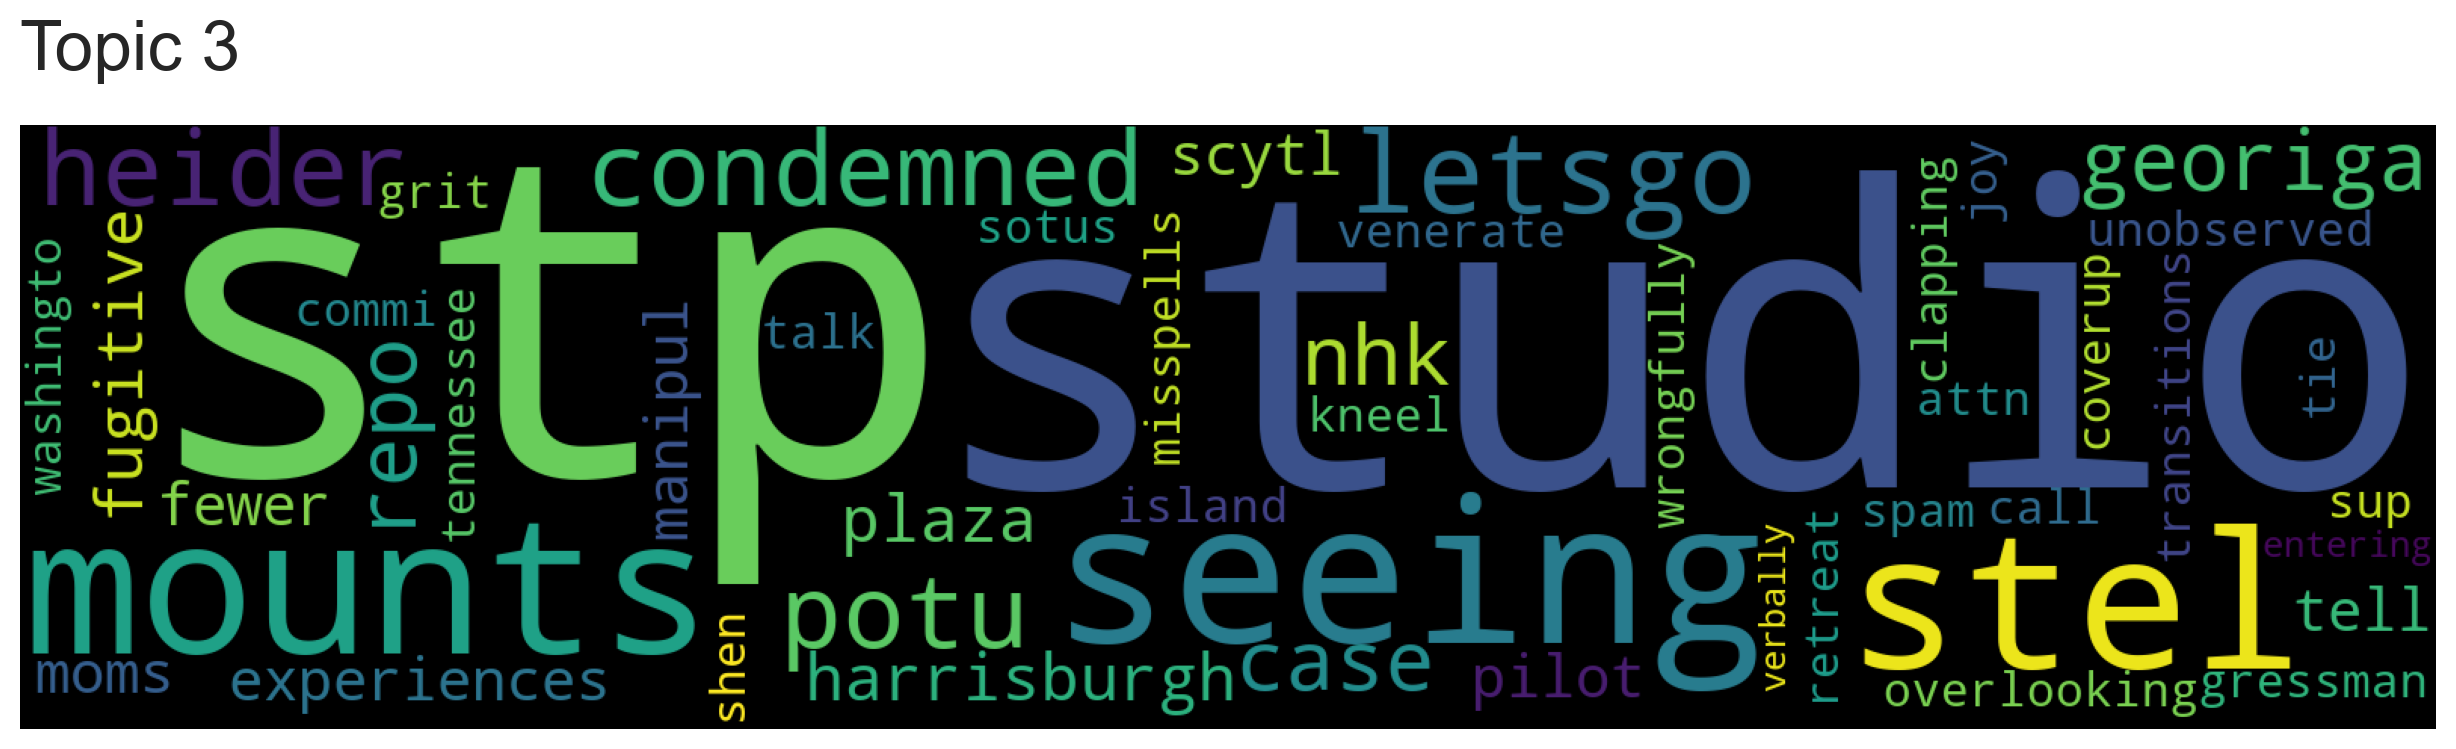 Topic 3
heider
grit
condemned
scytl
letsgo
clapping
joy
georiga
washingto
fugitive
stp
studio
sotus
misspells
venerate
unobserved
commi
repo
tennessee
manipul
talk
nhk
kneel
wrongfully
attn
coverup
transitions
tie
fewer
plaza
island
seeing
spam
call
sup
entering
mounts
shen
potu
verbally
retreat
stel
tell
moms
experiences
harrisburgh
case
pilot
overlooking
gressman